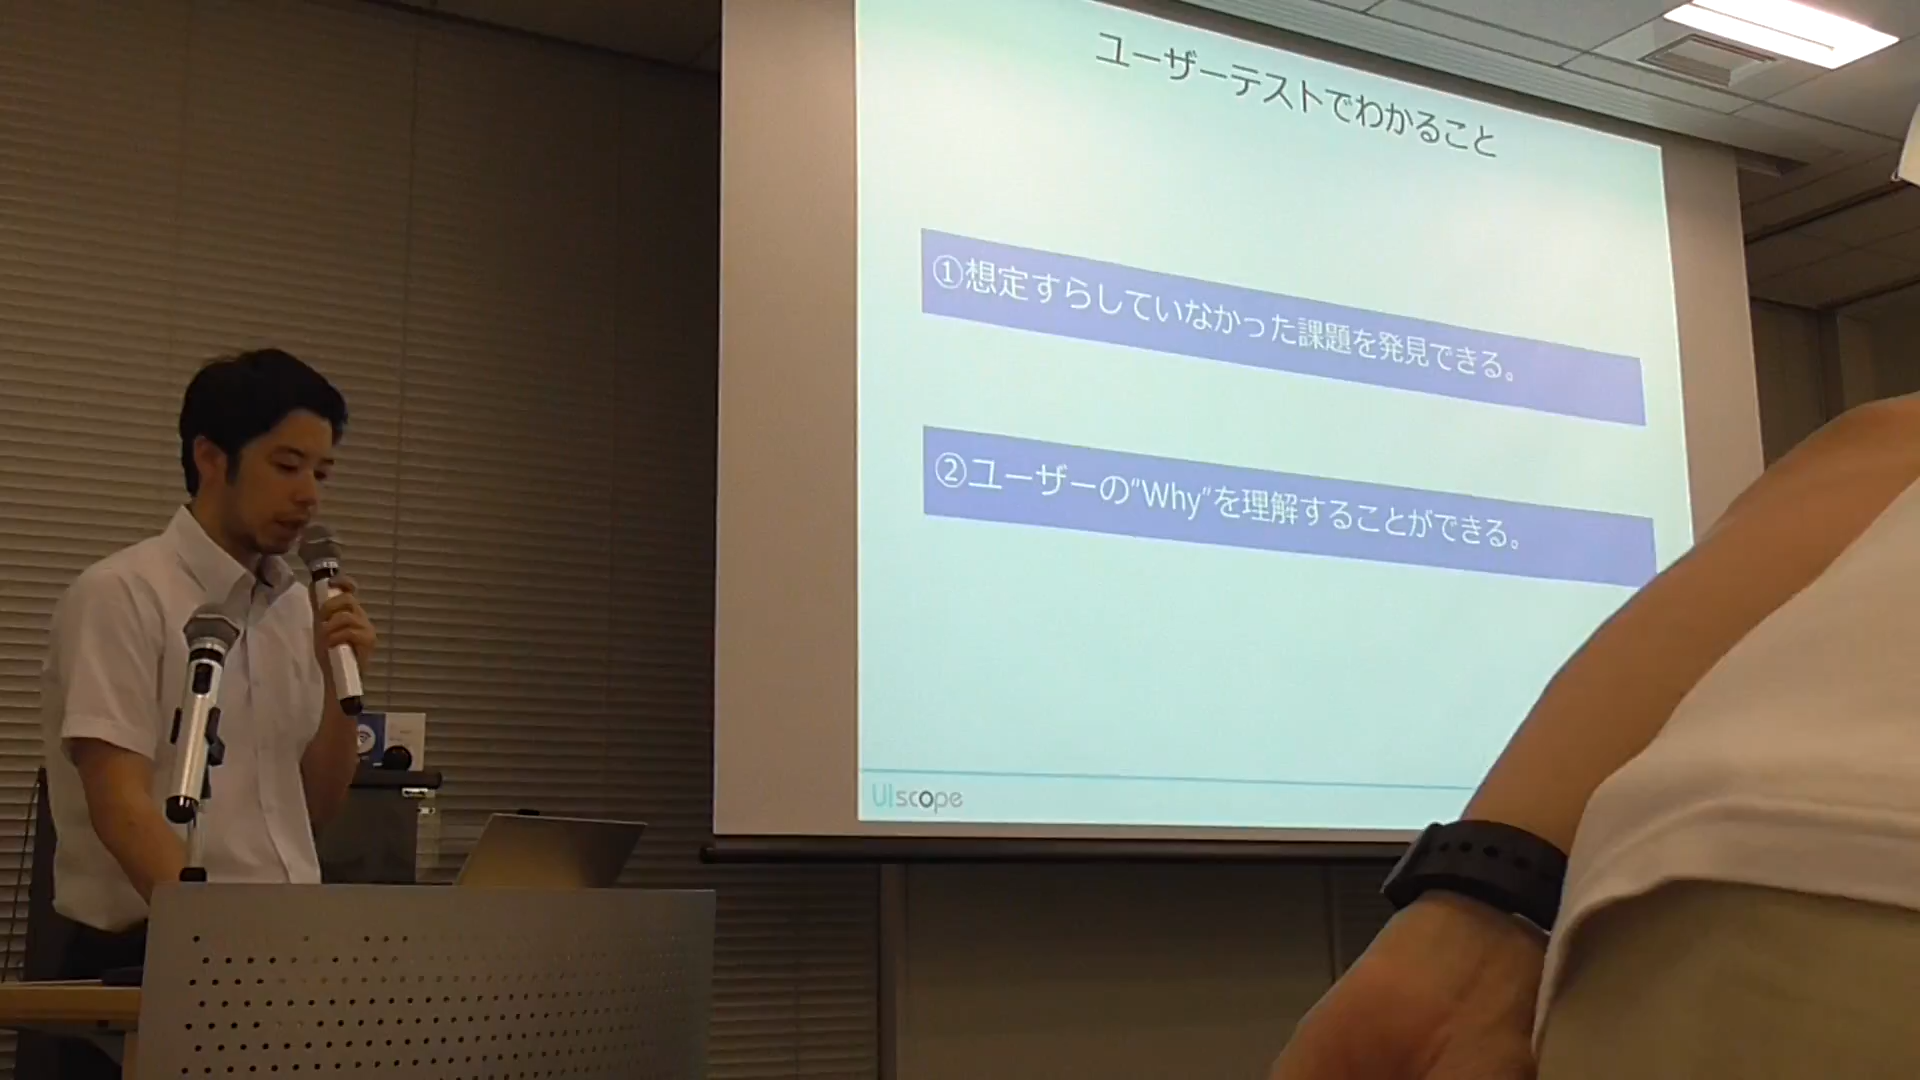 ユーザーテストでわかること
①想定すらしていなかった課題を発見できる。
②ユーザーの"Why"を理解することができる。
UIscope